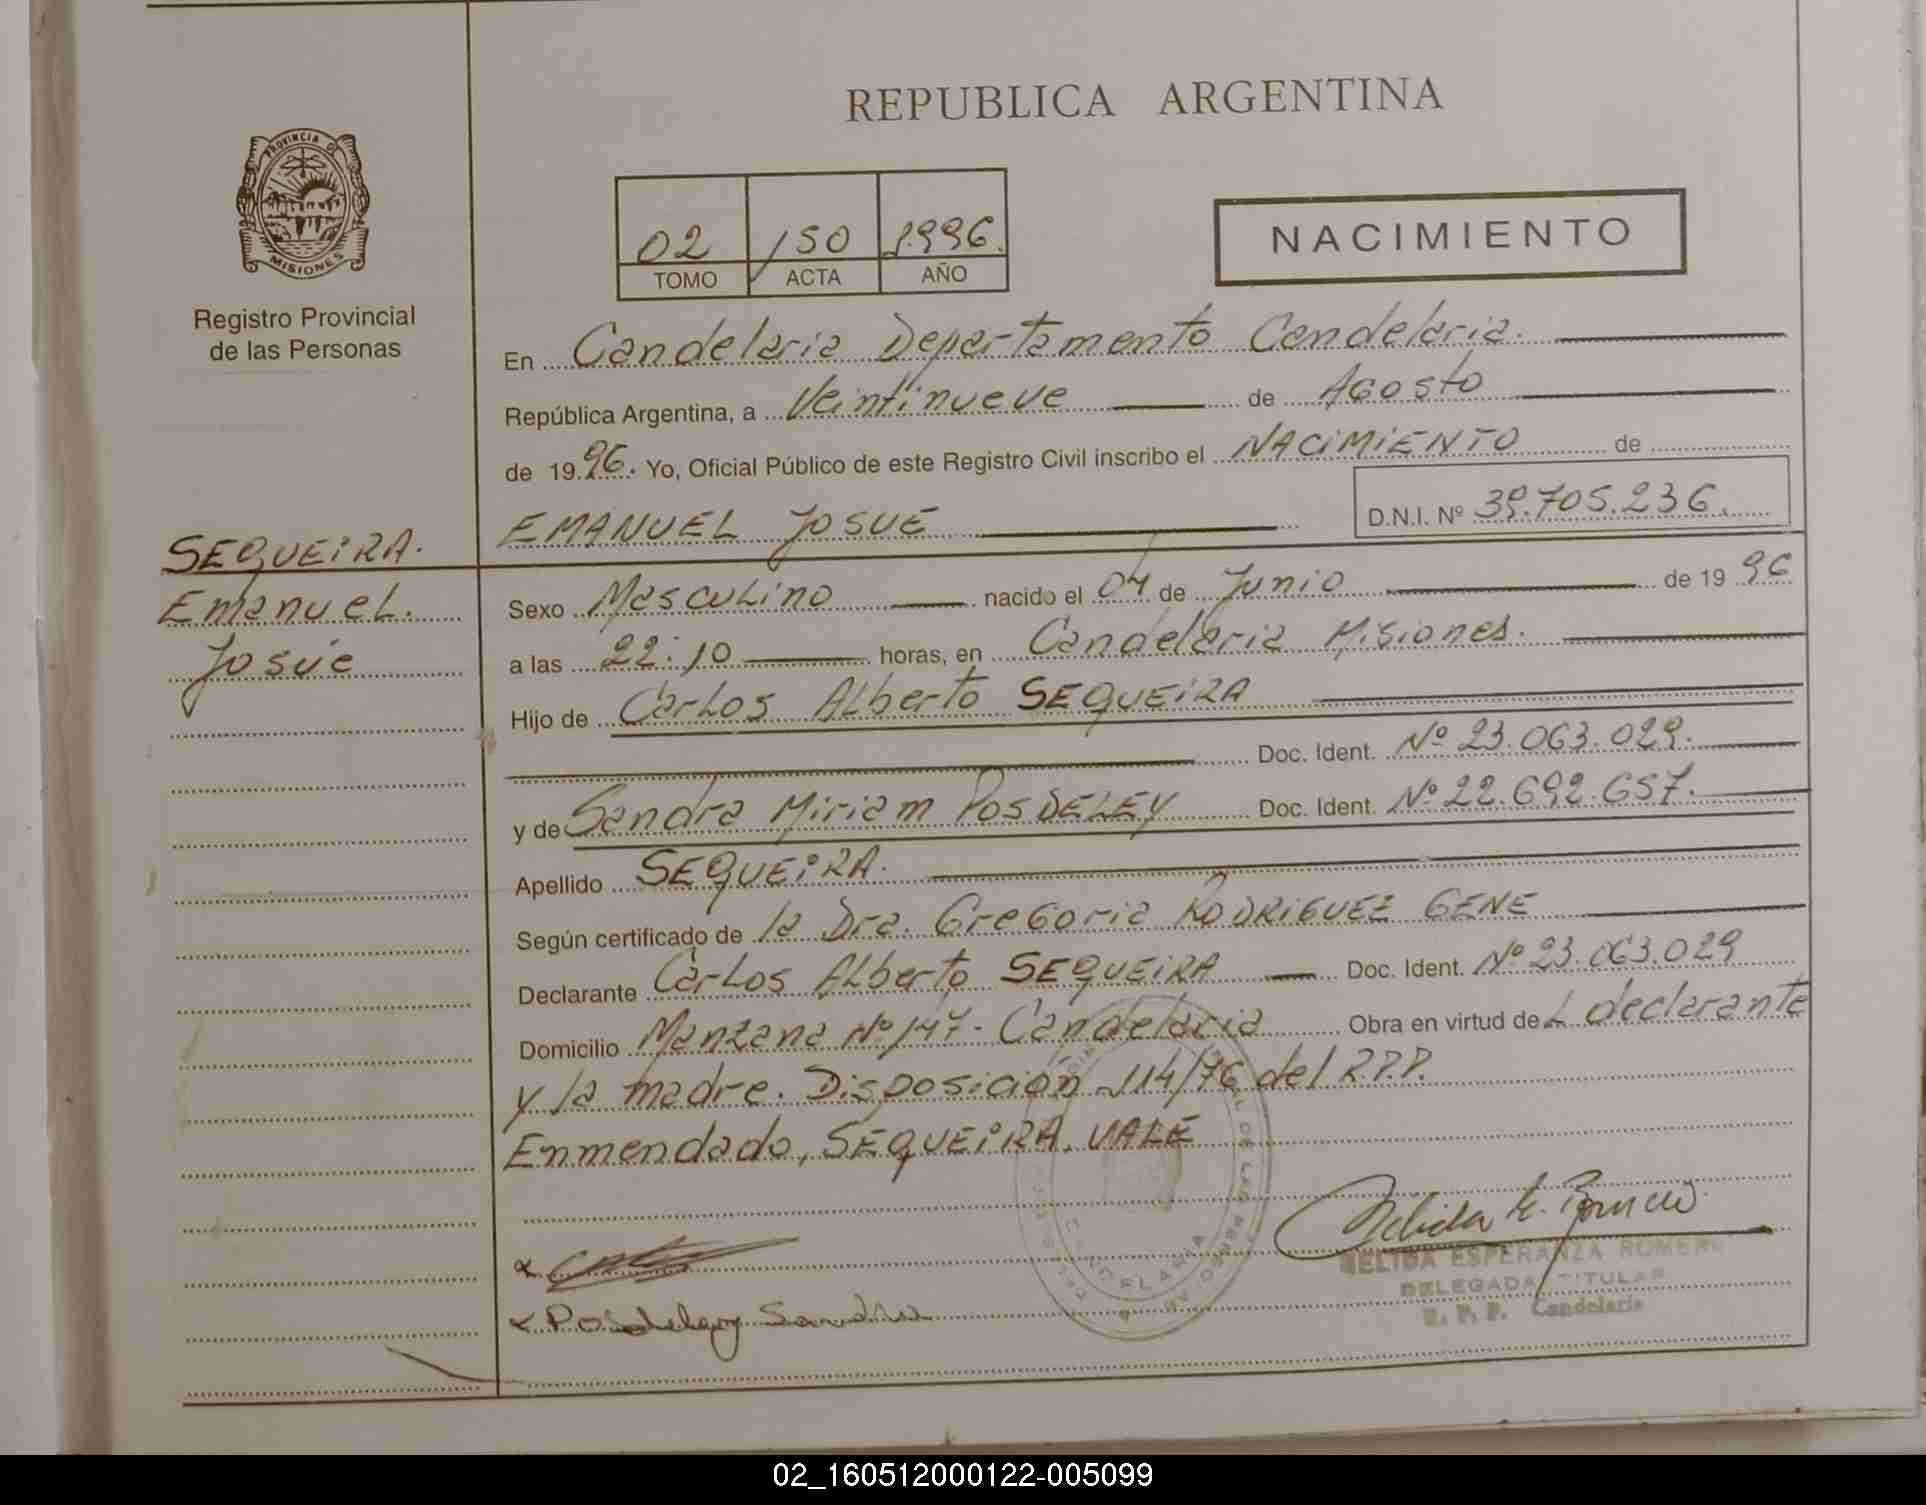 REPUBLICA ARGENTINA
PROVINCIA D
MISIONES
Registro Provincial
de las Personas
02 150 1996
TOMO ACTA AÑO
NACIMIENTO
En Candelaria Departamento Candelaria.
República Argentina, a Veintinueve de Agosto
de 1996. Yo, Oficial Público de este Registro Civil inscribo el NACIMIENTO de
EMANUEL JOSUE D.N.I. Nº 39.705.236.
SEQUEIRA.
Emanuel.
Josué
Sexo Masculino nacido el 04 de Junio de 1996
a las 22:10 horas, en Candelaria Misiones.
Hijo de Carlos Alberto SEQUEIRA
Doc. Ident. Nº 23.063.029.
y de Sandra Miriam POSDELEY Doc. Ident. Nº 22.692.657.
Apellido SEQUEIRA.
Según certificado de la Dra. Gregoria RODRIGUEZ GENE
Declarante Carlos Alberto SEQUEIRA Doc. Ident. Nº 23.063.029
Domicilio Manzana Nº 147. Candelaria Obra en virtud del declarante
y la madre. Disposición 114/76 del R.P.P.
Enmendado, SEQUEIRA. VALE
Posdeley Sandra
NELIDA ESPERANZA ROMERO
DELEGADA TITULAR
R. P. P. Candelaria
02_160512000122-005099